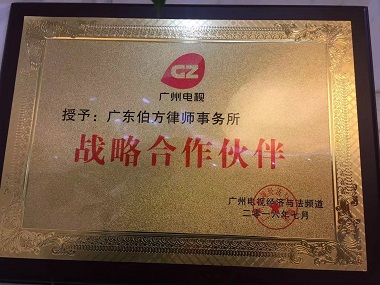 GZ
广州电视
授予：广东伯方律师事务所
战略合作伙伴
广州电视经济与法频道
二零一六年七月